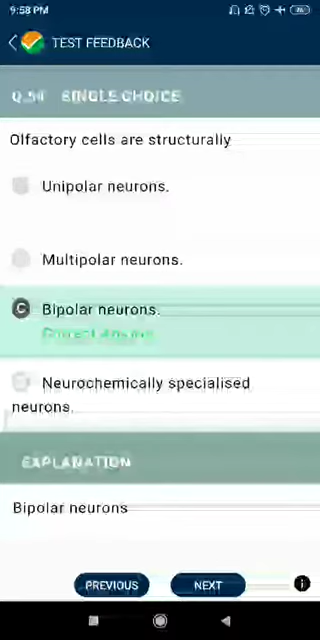 9:58 PM
TEST FEEDBACK
SINGLE CHOICE
Olfactory cells are structurally
Unipolar neurons.
Multipolar neurons.
C Bipolar neurons.
Correct Answer
Neurochemically specialised
neurons.
EXPLANATION
Bipolar neurons
PREVIOUS
NEXT
i